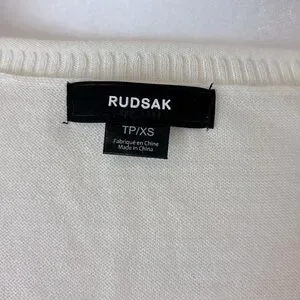 RUDSAK
TP/XS
Fabriqué en Chine
Made in China